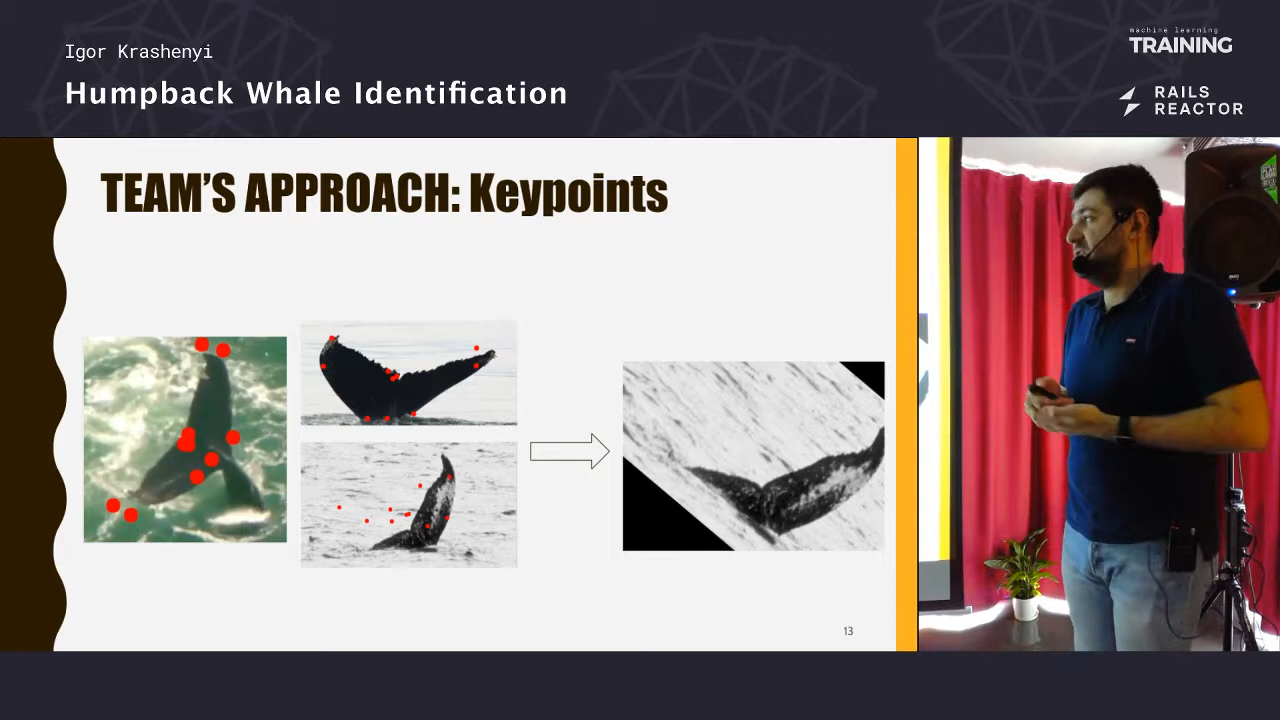 Igor Krashenyi
Humpback Whale Identification
machine learning
TRAINING
RAILS
REACTOR
TEAM'S APPROACH: Keypoints
13